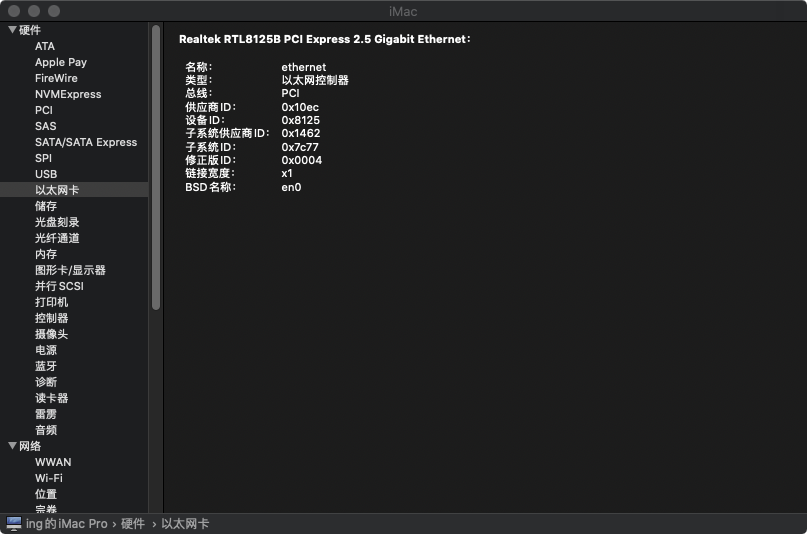 iMac
硬件
ATA
Apple Pay
FireWire
NVMExpress
PCI
SAS
SATA/SATA Express
SPI
USB
以太网卡
储存
光盘刻录
光纤通道
内存
图形卡/显示器
并行 SCSI
打印机
控制器
摄像头
电源
蓝牙
诊断
读卡器
雷雳
音频
网络
WWAN
Wi-Fi
位置
宗卷
Realtek RTL8125B PCI Express 2.5 Gigabit Ethernet：
名称： ethernet
类型： 以太网控制器
总线： PCI
供应商 ID： 0x10ec
设备 ID： 0x8125
子系统供应商 ID： 0x1462
子系统 ID： 0x7c77
修正版 ID： 0x0004
链接宽度： x1
BSD 名称： en0
ing 的 iMac Pro › 硬件 › 以太网卡